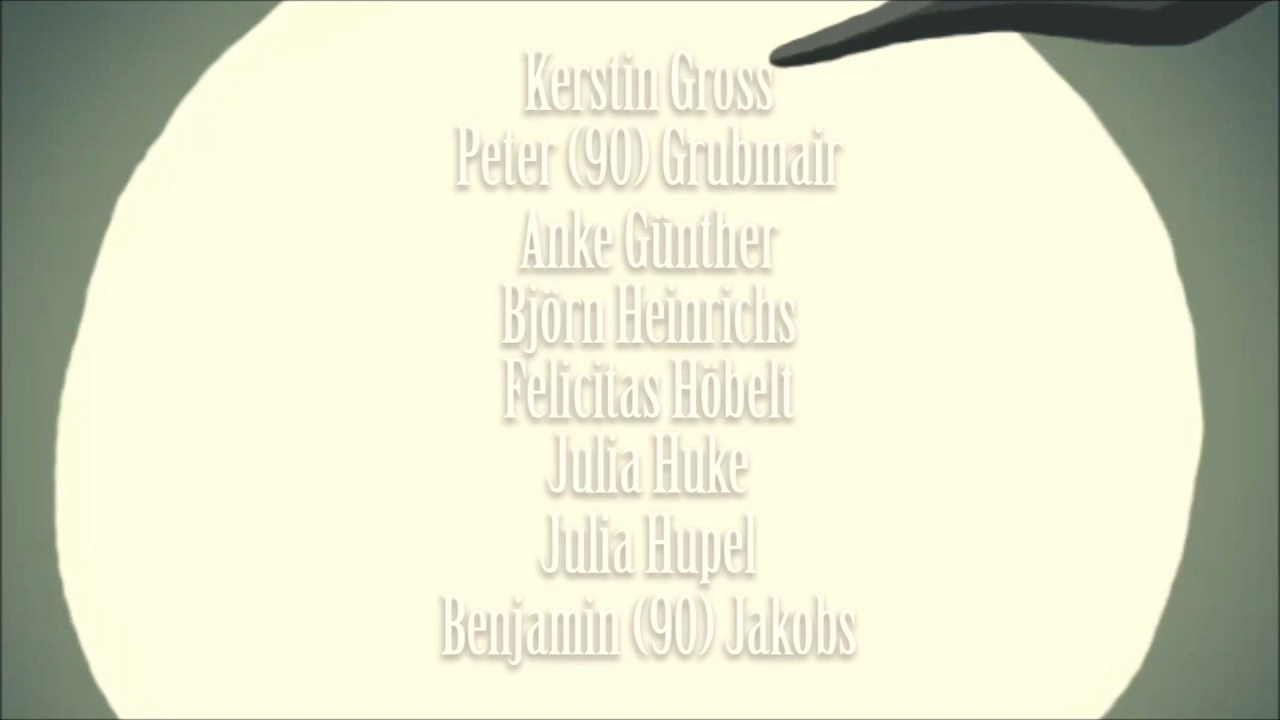 Kerstin Gross
Peter (90) Grubmair
Anke Günther
Björn Heinrichs
Felicitas Höbelt
Julia Huke
Julia Hupel
Benjamin (90) Jakobs